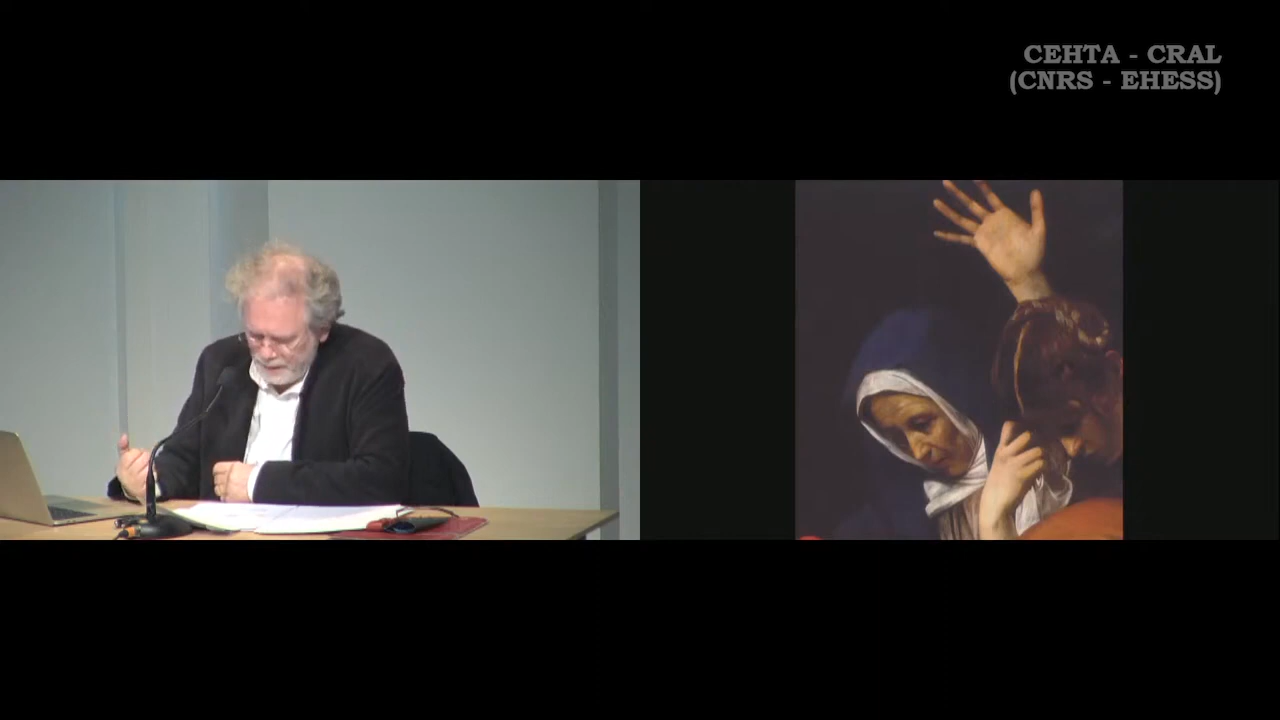 CEHTA - CRAL
(CNRS - EHESS)